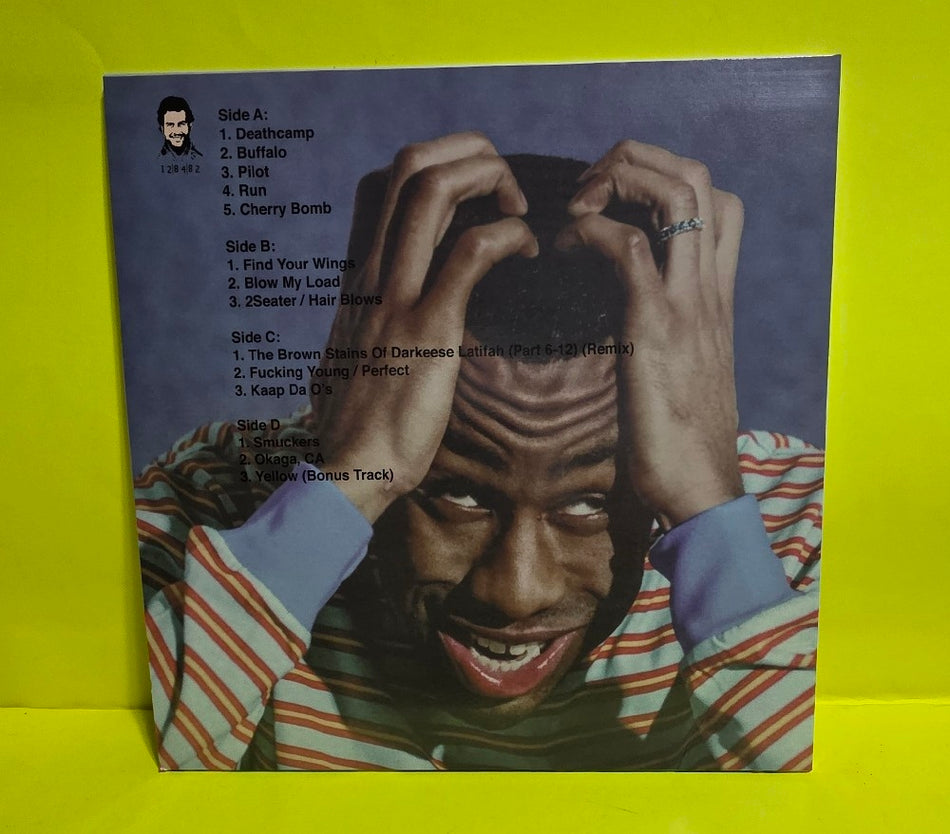 128482
Side A:
1. Deathcamp
2. Buffalo
3. Pilot
4. Run
5. Cherry Bomb
Side B:
1. Find Your Wings
2. Blow My Load
3. 2Seater / Hair Blows
Side C:
1. The Brown Stains Of Darkeese Latifah (Part 6-12) (Remix)
2. Fucking Young / Perfect
3. Kaap Da O's
Side D
1. Smuckers
2. Okaga, CA
3. Yellow (Bonus Track)